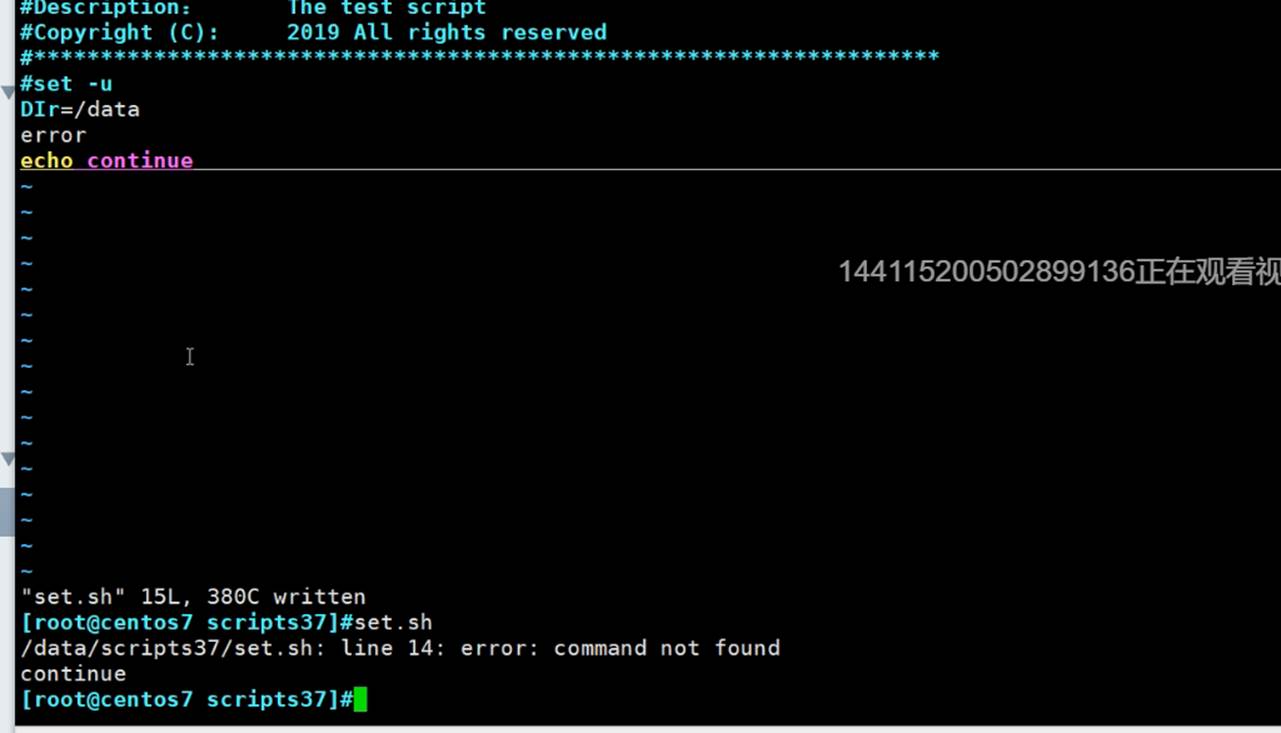 #Description:       The test script
#Copyright (C):     2019 All rights reserved
#********************************************************************
#set -u
DIr=/data
error
echo continue
~
~
~
~
144115200502899136正在观看视
~
~
~
~
~
~
~
~
~
~
~
~
"set.sh" 15L, 380C written
[root@centos7 scripts37]#set.sh
/data/scripts37/set.sh: line 14: error: command not found
continue
[root@centos7 scripts37]#